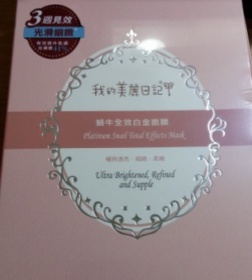 3週見效
光滑細緻
我的美麗日記
蝸牛全效白金面膜
Platinum Snail Total Effects Mask
Ultra Brightened, Refined
and Supple